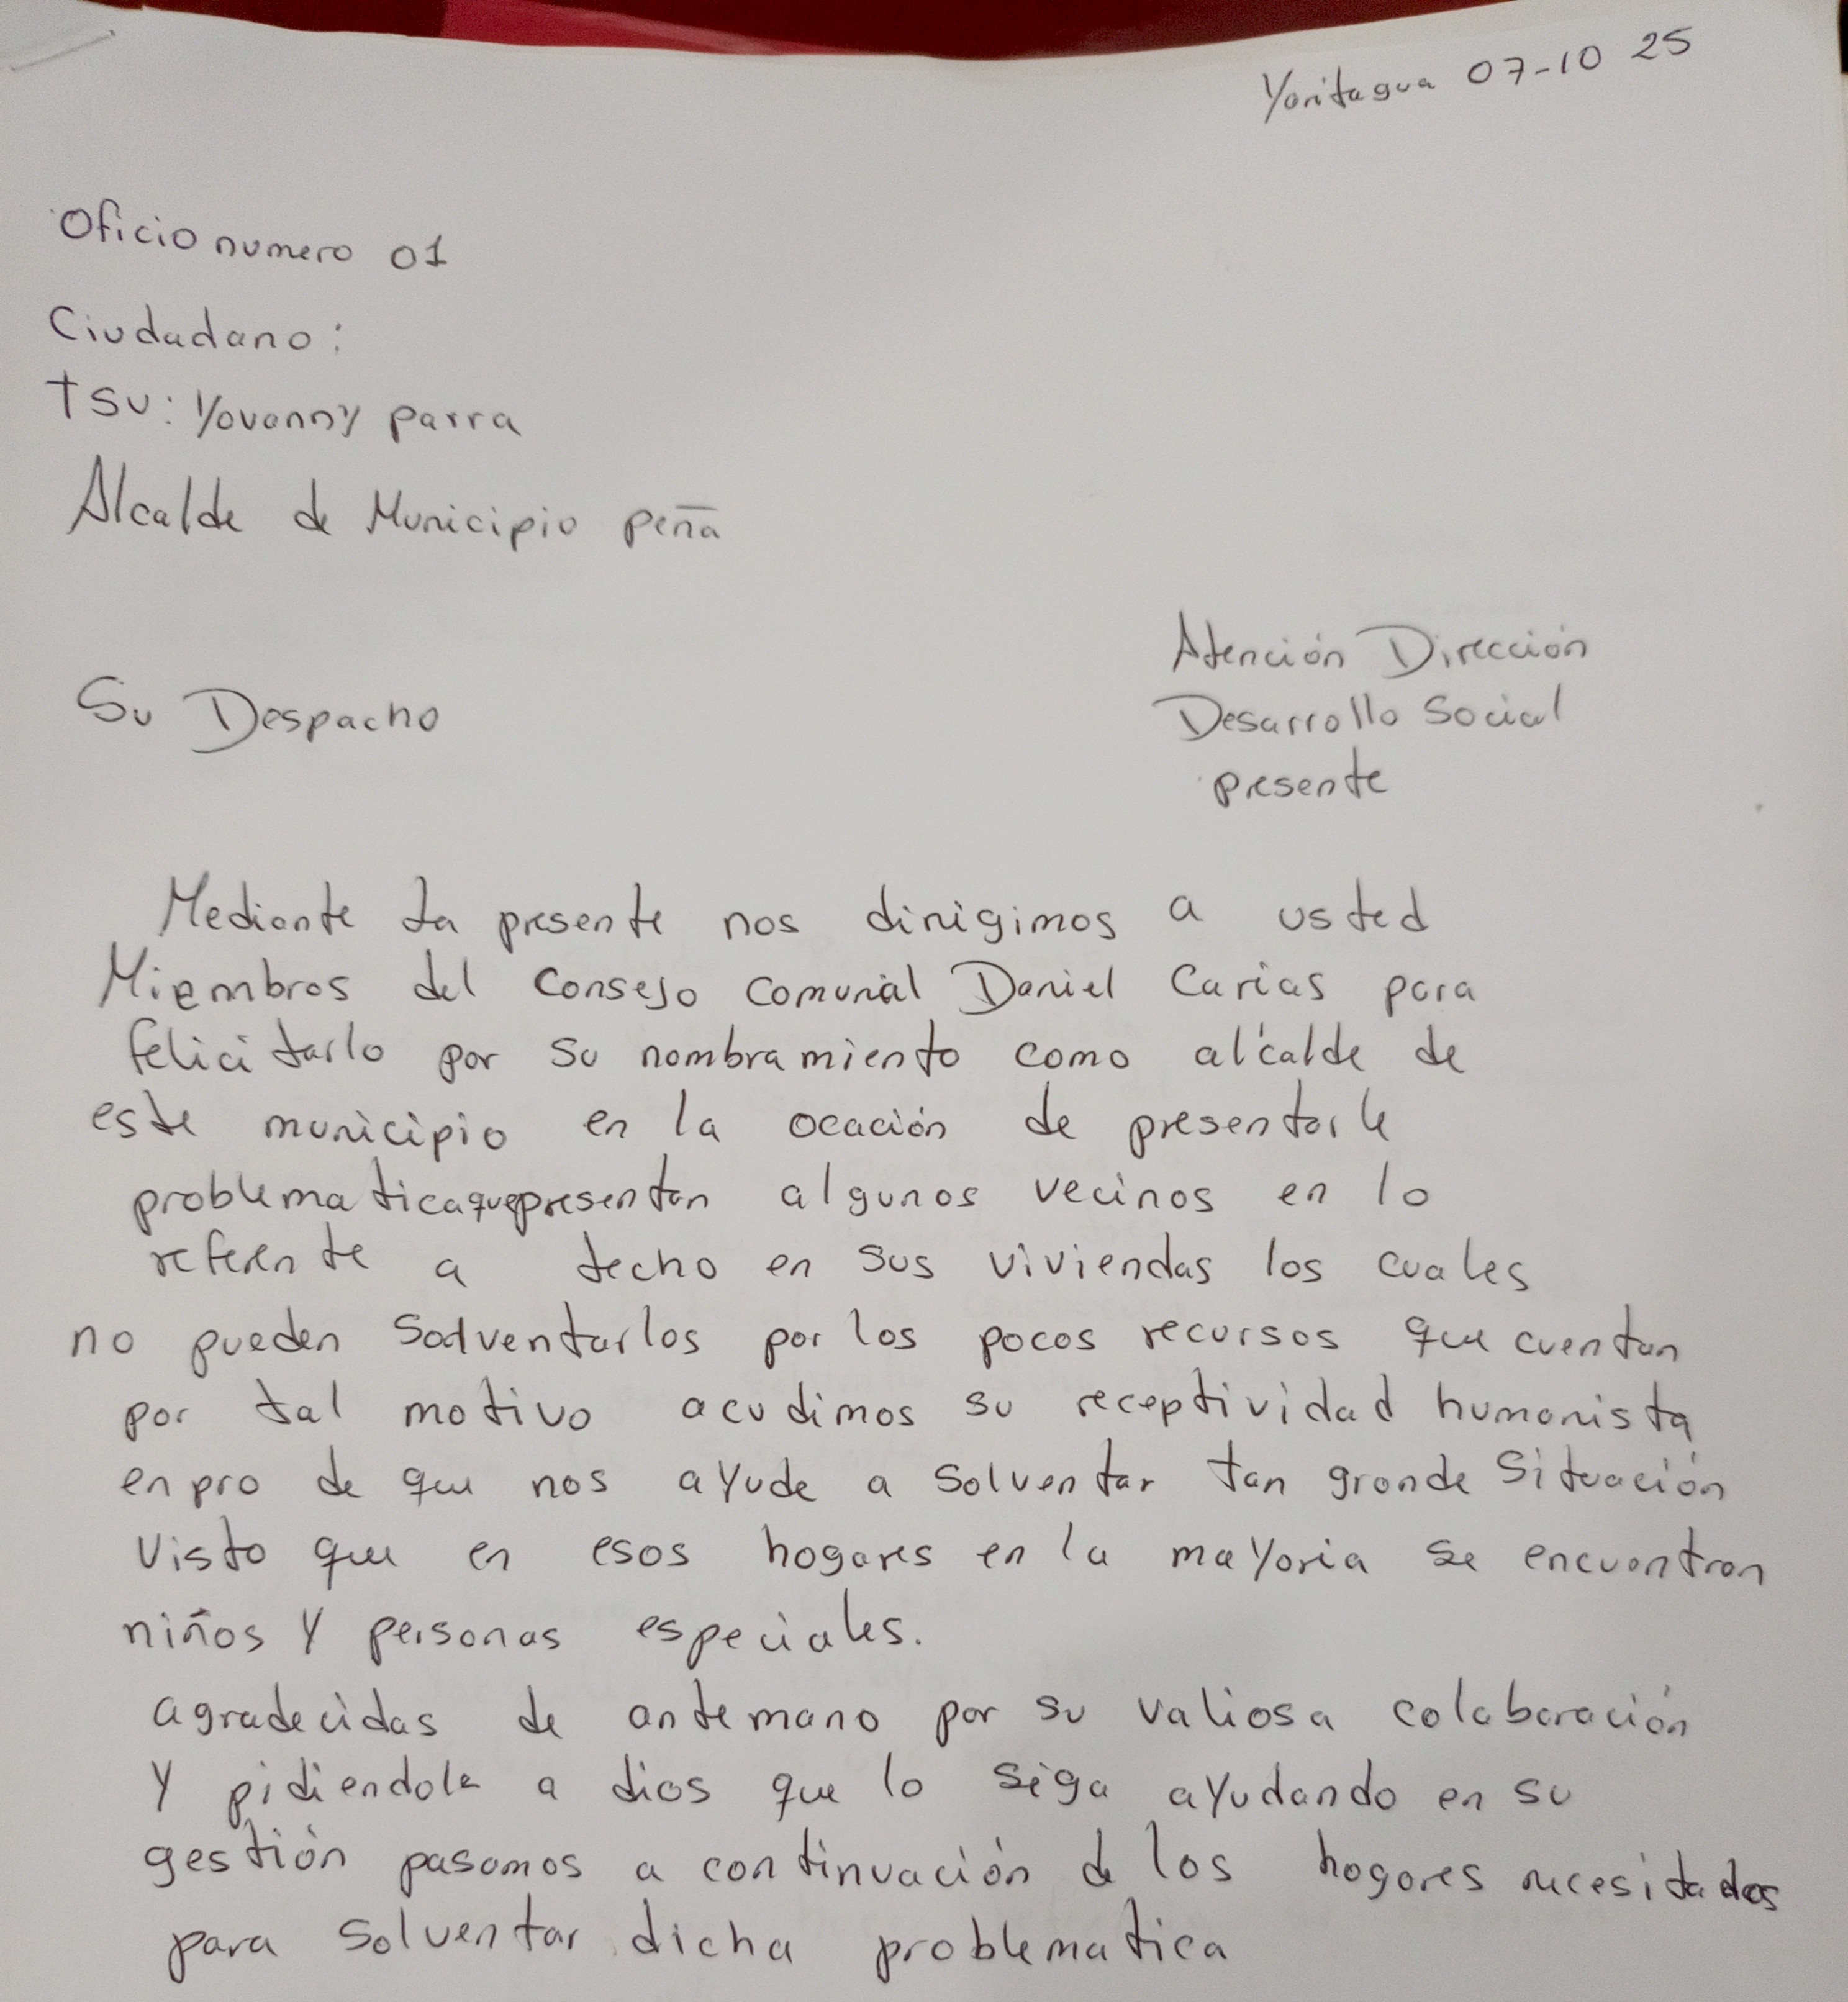 Yaritagua 07-10 25
Oficio numero 01
Ciudadano:
TSU: Yovanny parra
Alcalde de Municipio peña
Atención Dirección
Desarrollo Social
presente
Su Despacho
Mediante la presente nos dirigimos a usted
Miembros del Consejo comunal Daniel Carias para
felicitarlo por su nombramiento como alcalde de
este municipio en la ocación de presentarle
problematicaquepresentan algunos vecinos en lo
referente a techo en sus viviendas los cuales
no pueden solventarlos por los pocos recursos que cuentan
por tal motivo acudimos su receptividad humanista
enpro de que nos ayude a solventar tan grande situación
visto que en esos hogares en la mayoria se encuentran
niños y personas especiales.
agradecidas de antemano por su valiosa colaboración
y pidiendole a dios que lo siga ayudando en su
gestión pasamos a continuación de los hogares necesitados
para solventar dicha problematica